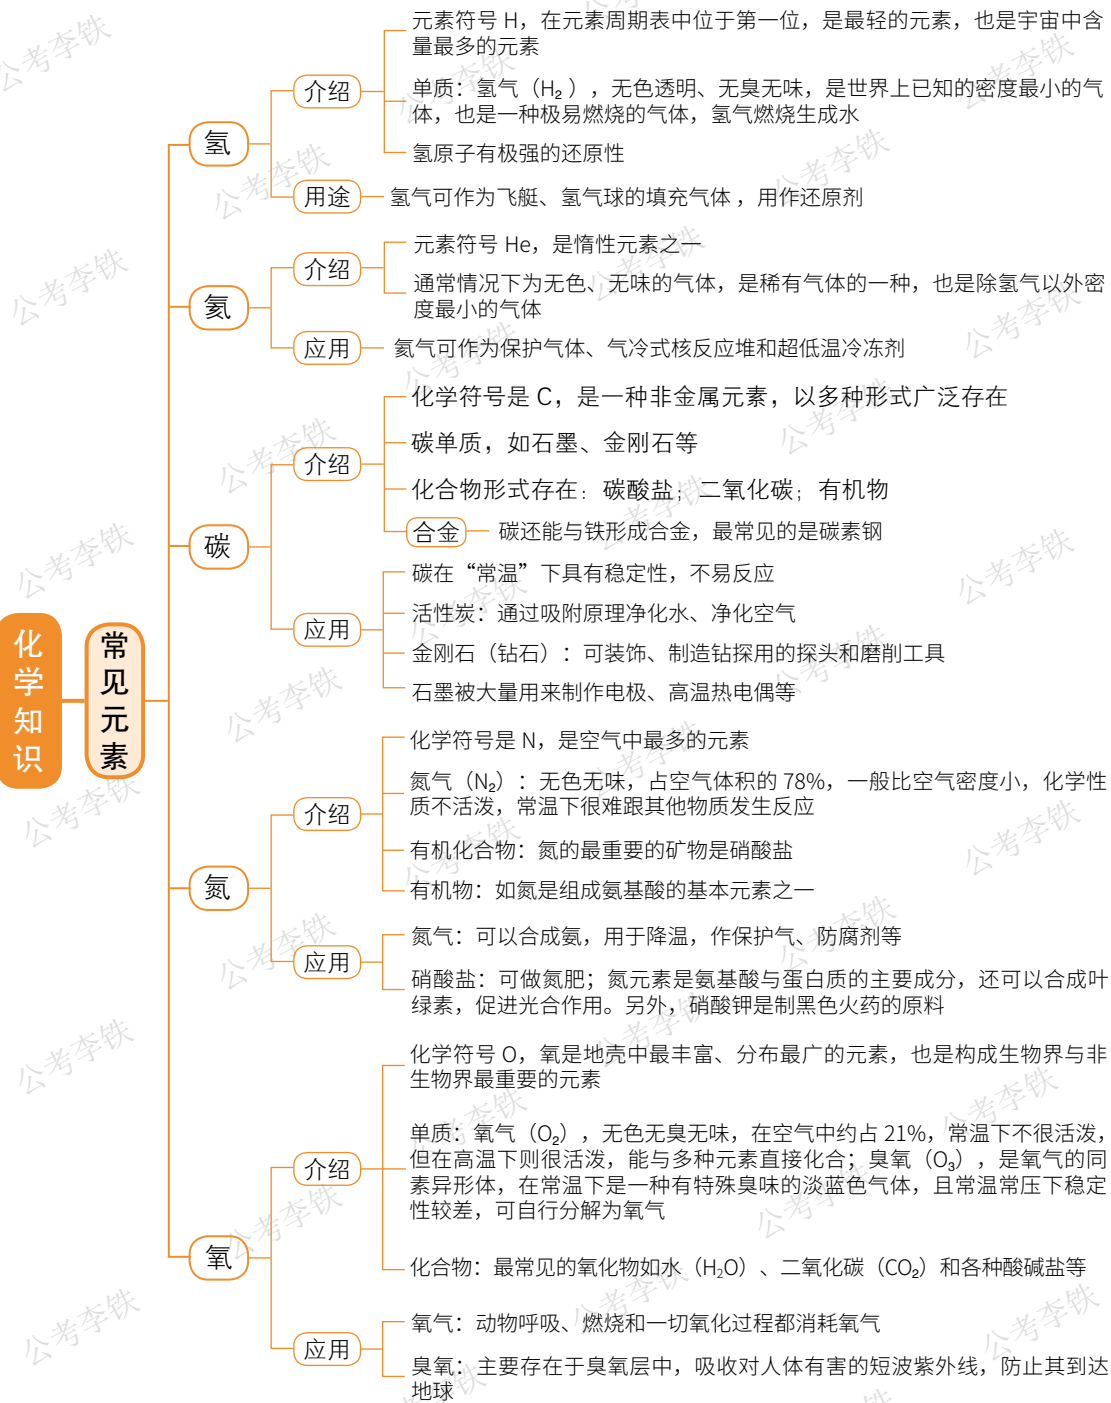 化学知识
常见元素
氢
介绍
元素符号 H，在元素周期表中位于第一位，是最轻的元素，也是宇宙中含
量最多的元素
单质：氢气（H₂ ），无色透明、无臭无味，是世界上已知的密度最小的气
体，也是一种极易燃烧的气体，氢气燃烧生成水
氢原子有极强的还原性
用途
氢气可作为飞艇、氢气球的填充气体 ，用作还原剂
氦
介绍
元素符号 He，是惰性元素之一
通常情况下为无色、无味的气体，是稀有气体的一种，也是除氢气以外密
度最小的气体
应用
氦气可作为保护气体、气冷式核反应堆和超低温冷冻剂
碳
介绍
化学符号是 C，是一种非金属元素，以多种形式广泛存在
碳单质，如石墨、金刚石等
化合物形式存在：碳酸盐；二氧化碳；有机物
合金
碳还能与铁形成合金，最常见的是碳素钢
应用
碳在“常温”下具有稳定性，不易反应
活性炭：通过吸附原理净化水、净化空气
金刚石（钻石）：可装饰、制造钻探用的探头和磨削工具
石墨被大量用来制作电极、高温热电偶等
氮
介绍
化学符号是 N，是空气中最多的元素
氮气（N₂）：无色无味，占空气体积的 78%，一般比空气密度小，化学性
质不活泼，常温下很难跟其他物质发生反应
有机化合物：氮的最重要的矿物是硝酸盐
有机物：如氮是组成氨基酸的基本元素之一
应用
氮气：可以合成氨，用于降温，作保护气、防腐剂等
硝酸盐：可做氮肥；氮元素是氨基酸与蛋白质的主要成分，还可以合成叶
绿素，促进光合作用。另外，硝酸钾是制黑色火药的原料
氧
介绍
化学符号 O，氧是地壳中最丰富、分布最广的元素，也是构成生物界与非
生物界最重要的元素
单质：氧气（O₂），无色无臭无味，在空气中约占 21%，常温下不很活泼，
但在高温下则很活泼，能与多种元素直接化合；臭氧（O₃），是氧气的同
素异形体，在常温下是一种有特殊臭味的淡蓝色气体，且常温常压下稳定
性较差，可自行分解为氧气
化合物：最常见的氧化物如水（H₂O）、二氧化碳（CO₂）和各种酸碱盐等
应用
氧气：动物呼吸、燃烧和一切氧化过程都消耗氧气
臭氧：主要存在于臭氧层中，吸收对人体有害的短波紫外线，防止其到达
地球
公考李铁